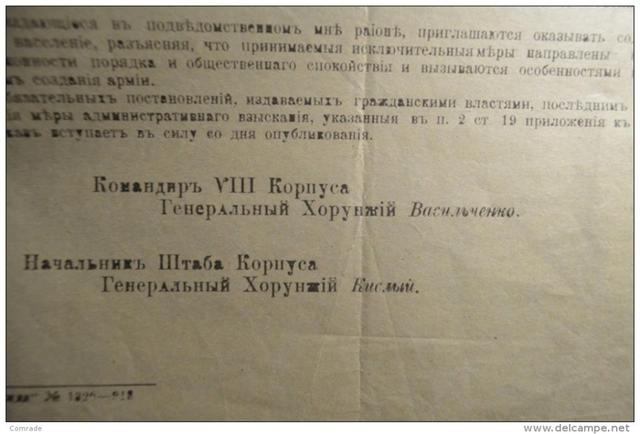 въ подвѣдомственномъ мнѣ раіонѣ, приглашаются оказывать со
населеніе, разъясняя, что принимаемыя исключительныя мѣры направлены
порядка и общественнаго спокойствія и вызываются особенностями
созданія арміи.
постановленій, издаваемыхъ гражданскими властями, послѣднимъ
мѣры административнаго взысканія, указанныя въ п. 2 ст. 19 приложенія къ
вступаетъ въ силу со дня опубликованія.
Командиръ VIII Корпуса
Генеральный Хорунжій Васильченко.
Начальникъ Штаба Корпуса
Генеральный Хорунжій Кислый.
№
Comrade
delcampe.net